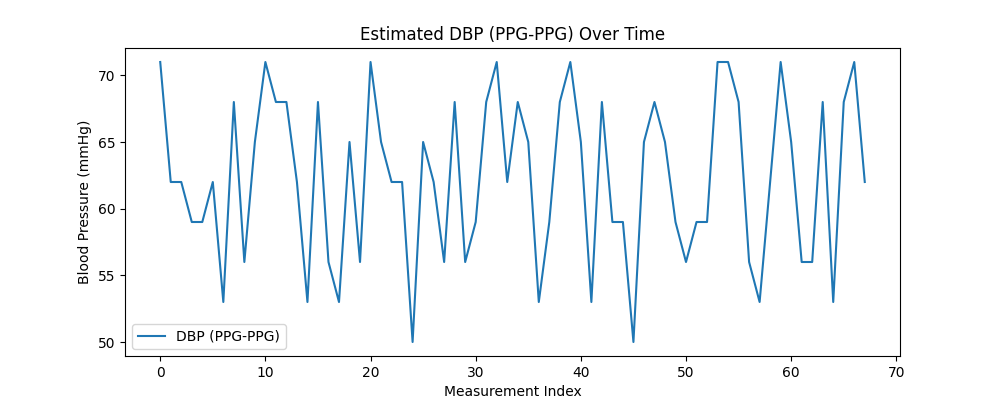 Estimated DBP (PPG-PPG) Over Time
Blood Pressure (mmHg)
70
65
60
55
50
DBP (PPG-PPG)
0 10 20 30 40 50 60 70
Measurement Index